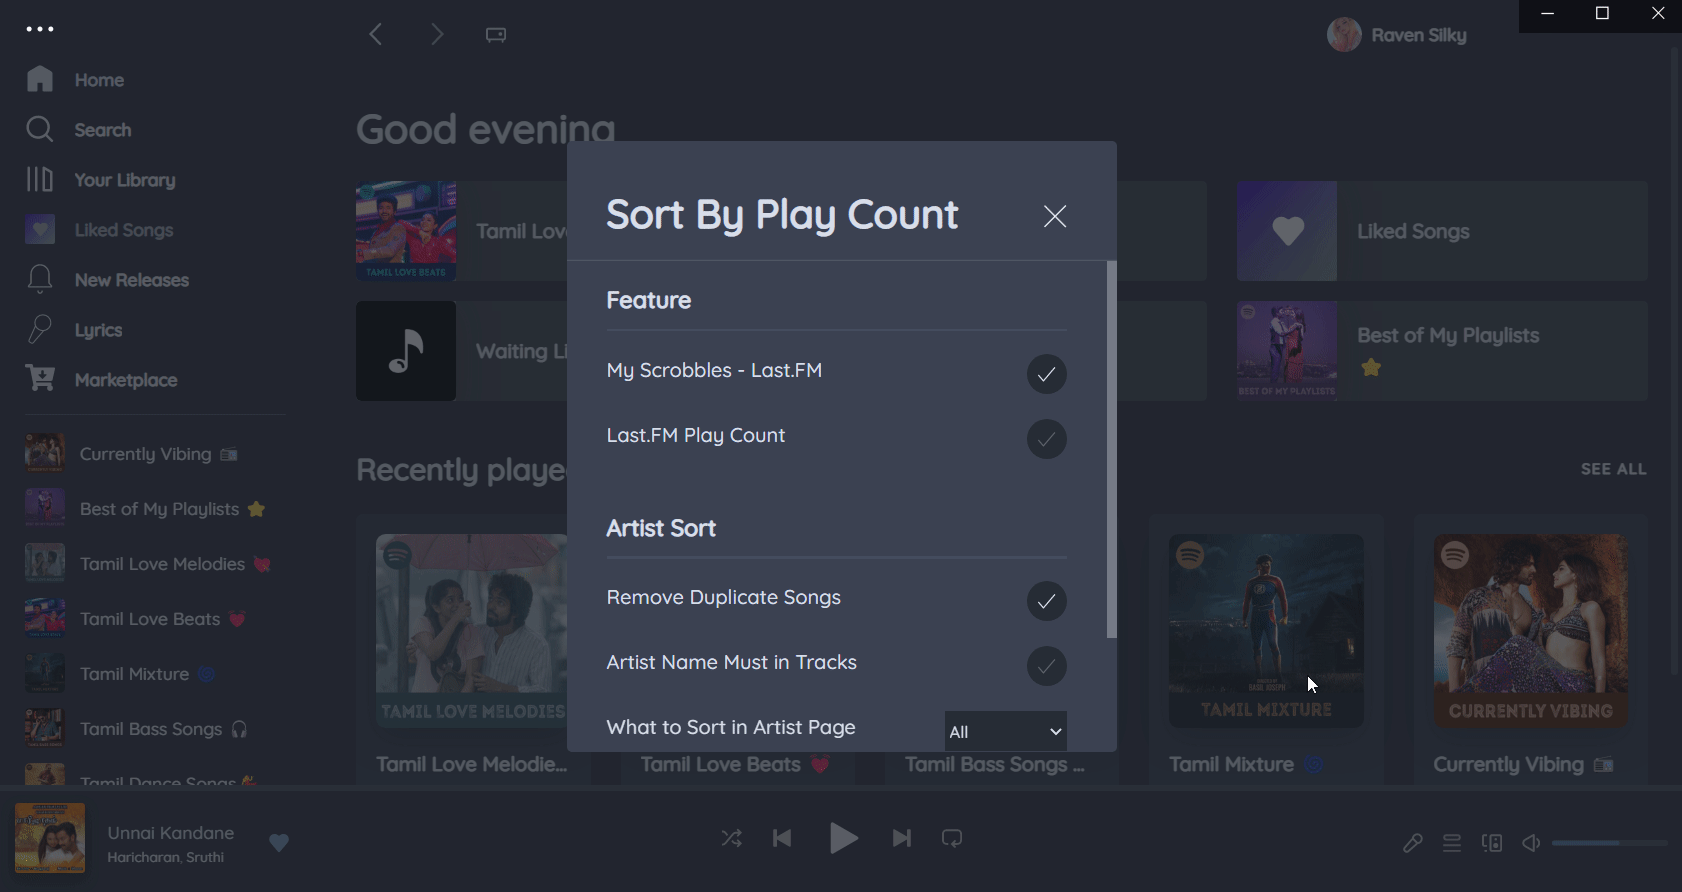 Raven Silky
Home
Search
Your Library
Liked Songs
New Releases
Lyrics
Marketplace
Currently Vibing 📻
Best of My Playlists ⭐
Tamil Love Melodies 💘
Tamil Love Beats 💗
Tamil Mixture
Tamil Bass Songs 🎧
Tamil Dance Songs 💃
Good evening
TAMIL LOVE BEATS
Tamil Lov
Liked Songs
Waiting Li
BEST OF MY PLAYLISTS
Best of My Playlists
⭐
Sort By Play Count
Feature
My Scrobbles - Last.FM
Last.FM Play Count
Artist Sort
Remove Duplicate Songs
Artist Name Must in Tracks
What to Sort in Artist Page
All
Recently playe
SEE ALL
TAMIL LOVE MELODIES
Tamil Love Melodie...
Tamil Love Beats 💗
Tamil Bass Songs ...
BASIL JOSEPH
TAMIL MIXTURE
Tamil Mixture
CURRENTLY VIBING
Currently Vibing 📻
Unnai Kandane
Haricharan, Sruthi